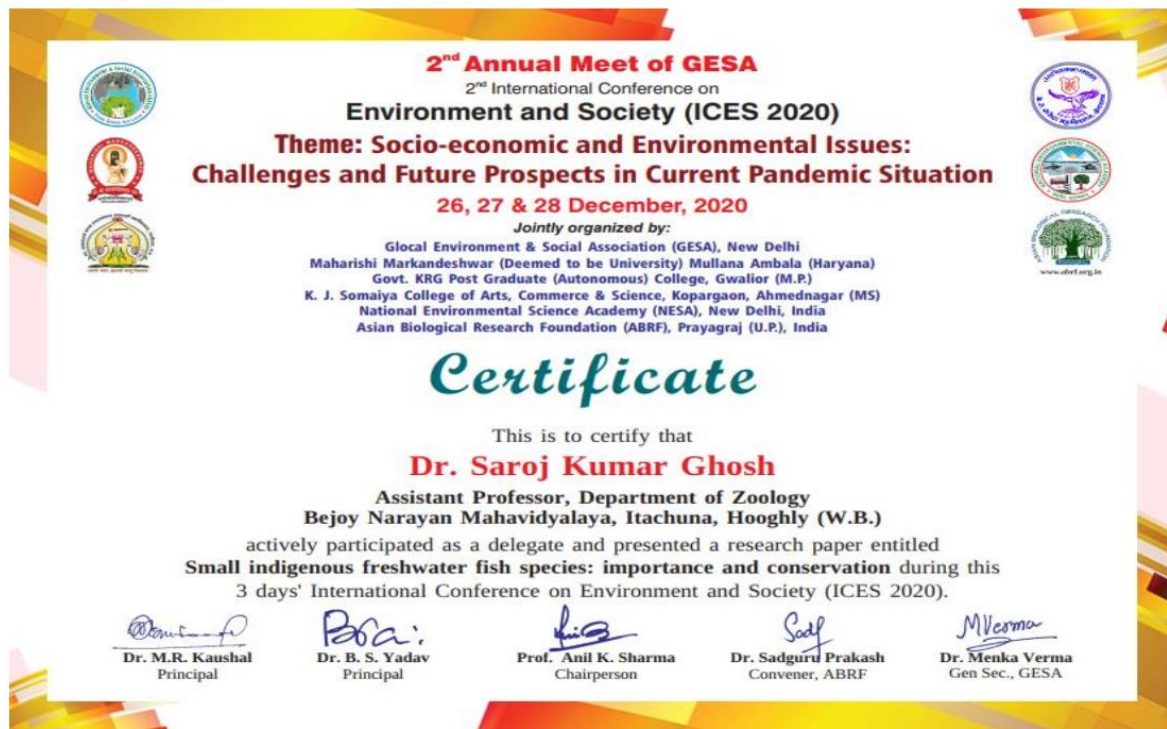 2nd Annual Meet of GESA
2nd International Conference on
Environment and Society (ICES 2020)
Theme: Socio-economic and Environmental Issues:
Challenges and Future Prospects in Current Pandemic Situation
26, 27 & 28 December, 2020
Jointly organized by:
Glocal Environment & Social Association (GESA), New Delhi
Maharishi Markandeshwar (Deemed to be University) Mullana Ambala (Haryana)
Govt. KRG Post Graduate (Autonomous) College, Gwalior (M.P.)
K. J. Somaiya College of Arts, Commerce & Science, Kopargaon, Ahmednagar (MS)
National Environmental Science Academy (NESA), New Delhi, India
Asian Biological Research Foundation (ABRF), Prayagraj (U.P.), India
www.abrf.org.in
Certificate
This is to certify that
Dr. Saroj Kumar Ghosh
Assistant Professor, Department of Zoology
Bejoy Narayan Mahavidyalaya, Itachuna, Hooghly (W.B.)
actively participated as a delegate and presented a research paper entitled
Small indigenous freshwater fish species: importance and conservation during this
3 days' International Conference on Environment and Society (ICES 2020).
MVerma
Dr. M.R. Kaushal
Principal
Dr. B. S. Yadav
Principal
Prof. Anil K. Sharma
Chairperson
Dr. Sadguru Prakash
Convener, ABRF
Dr. Menka Verma
Gen Sec., GESA